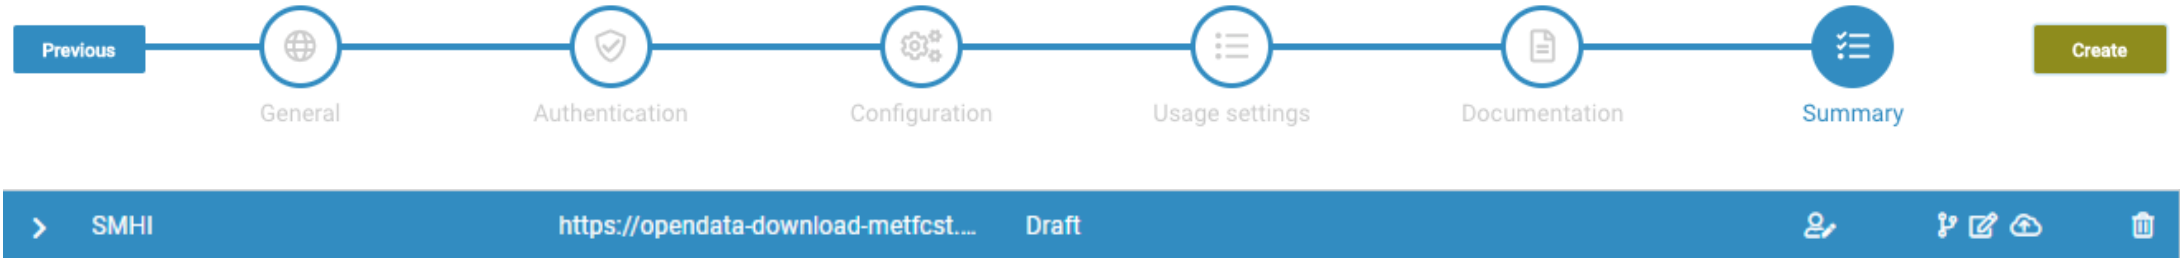 Previous
Create
General
Authentication
Configuration
Usage settings
Documentation
Summary
SMHI
https://opendata-download-metfcst....
Draft